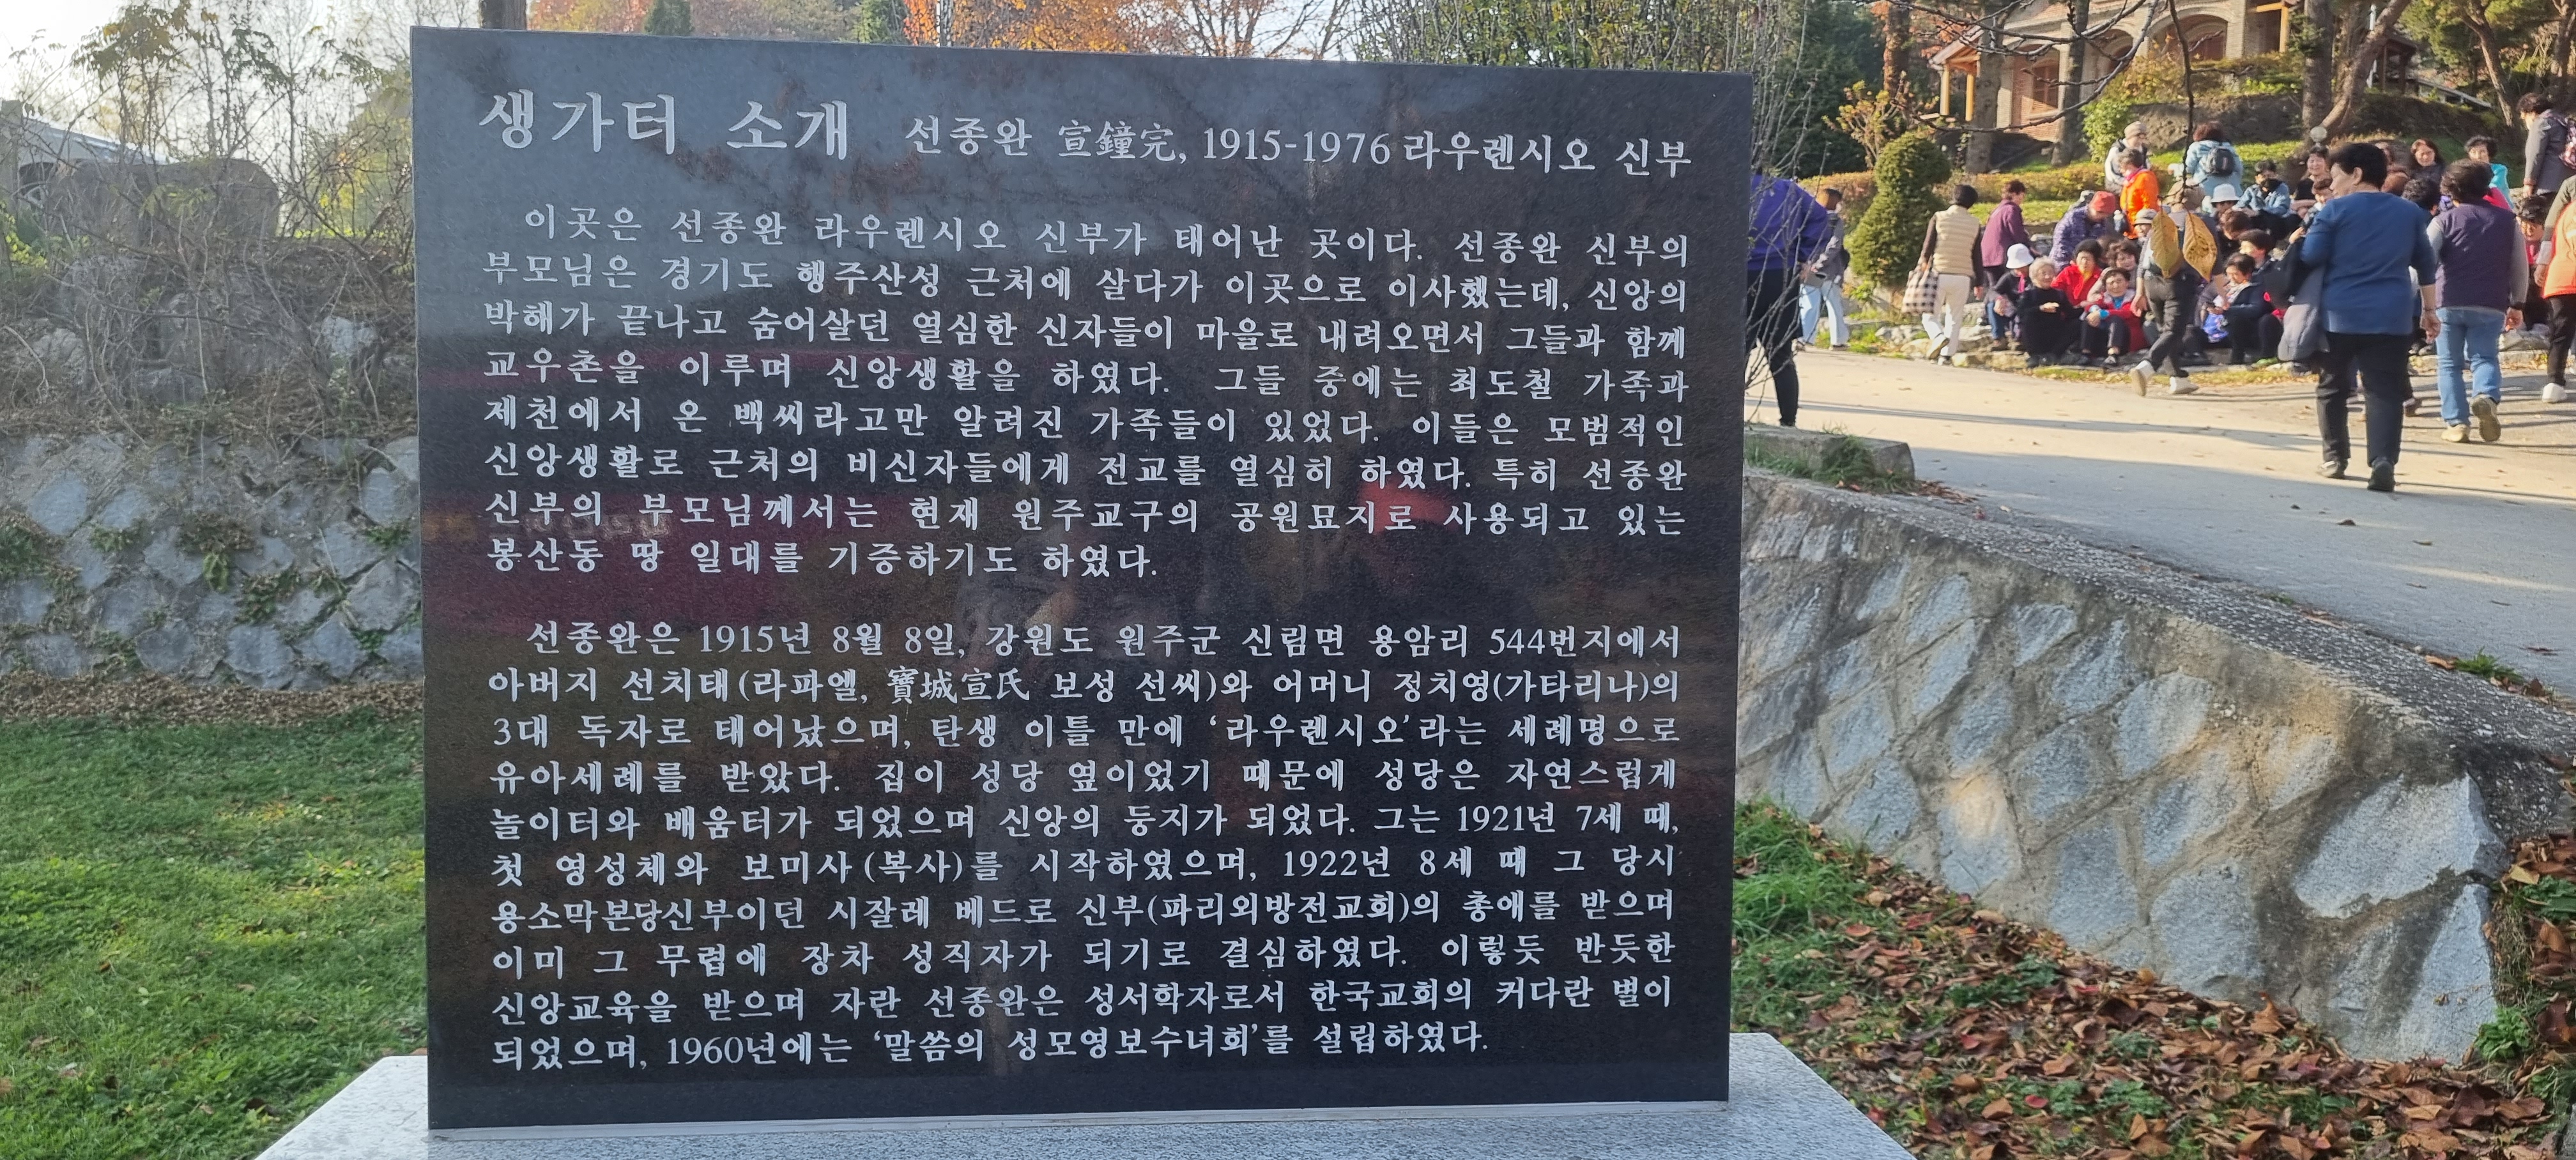 생가터 소개 선종완 宣鐘完, 1915-1976 라우렌시오 신부
이곳은 선종완 라우렌시오 신부가 태어난 곳이다. 선종완 신부의
부모님은 경기도 행주산성 근처에 살다가 이곳으로 이사했는데, 신앙의
박해가 끝나고 숨어살던 열심한 신자들이 마을로 내려오면서 그들과 함께
교우촌을 이루며 신앙생활을 하였다. 그들 중에는 최도철 가족과
제천에서 온 백씨라고만 알려진 가족들이 있었다. 이들은 모범적인
신앙생활로 근처의 비신자들에게 전교를 열심히 하였다. 특히 선종완
신부의 부모님께서는 현재 원주교구의 공원묘지로 사용되고 있는
봉산동 땅 일대를 기증하기도 하였다.
선종완은 1915년 8월 8일, 강원도 원주군 신림면 용암리 544번지에서
아버지 선치태(라파엘, 寶城宣氏 보성 선씨)와 어머니 정치영(가타리나)의
3대 독자로 태어났으며, 탄생 이틀 만에 ‘라우렌시오’라는 세례명으로
유아세례를 받았다. 집이 성당 옆이었기 때문에 성당은 자연스럽게
놀이터와 배움터가 되었으며 신앙의 둥지가 되었다. 그는 1921년 7세 때,
첫 영성체와 보미사(복사)를 시작하였으며, 1922년 8세 때 그 당시
용소막본당신부이던 시잘레 베드로 신부(파리외방전교회)의 총애를 받으며
이미 그 무렵에 장차 성직자가 되기로 결심하였다. 이렇듯 반듯한
신앙교육을 받으며 자란 선종완은 성서학자로서 한국교회의 커다란 별이
되었으며, 1960년에는 ‘말씀의 성모영보수녀회’를 설립하였다.